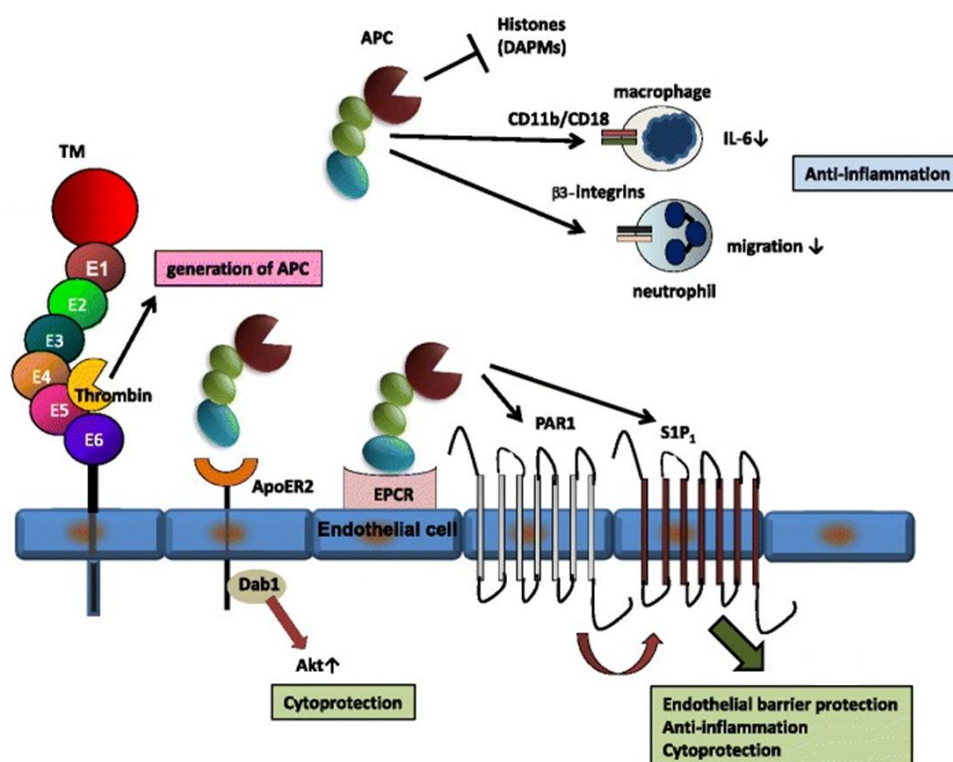 APC
Histones
(DAPMs)
macrophage
CD11b/CD18
IL-6↓
Anti-inflammation
β3-integrins
migration ↓
neutrophil
TM
E1
E2
E3
E4
E5
E6
Thrombin
generation of APC
ApoER2
EPCR
PAR1
S1P₁
Endothelial cell
Dab1
Akt↑
Cytoprotection
Endothelial barrier protection
Anti-inflammation
Cytoprotection